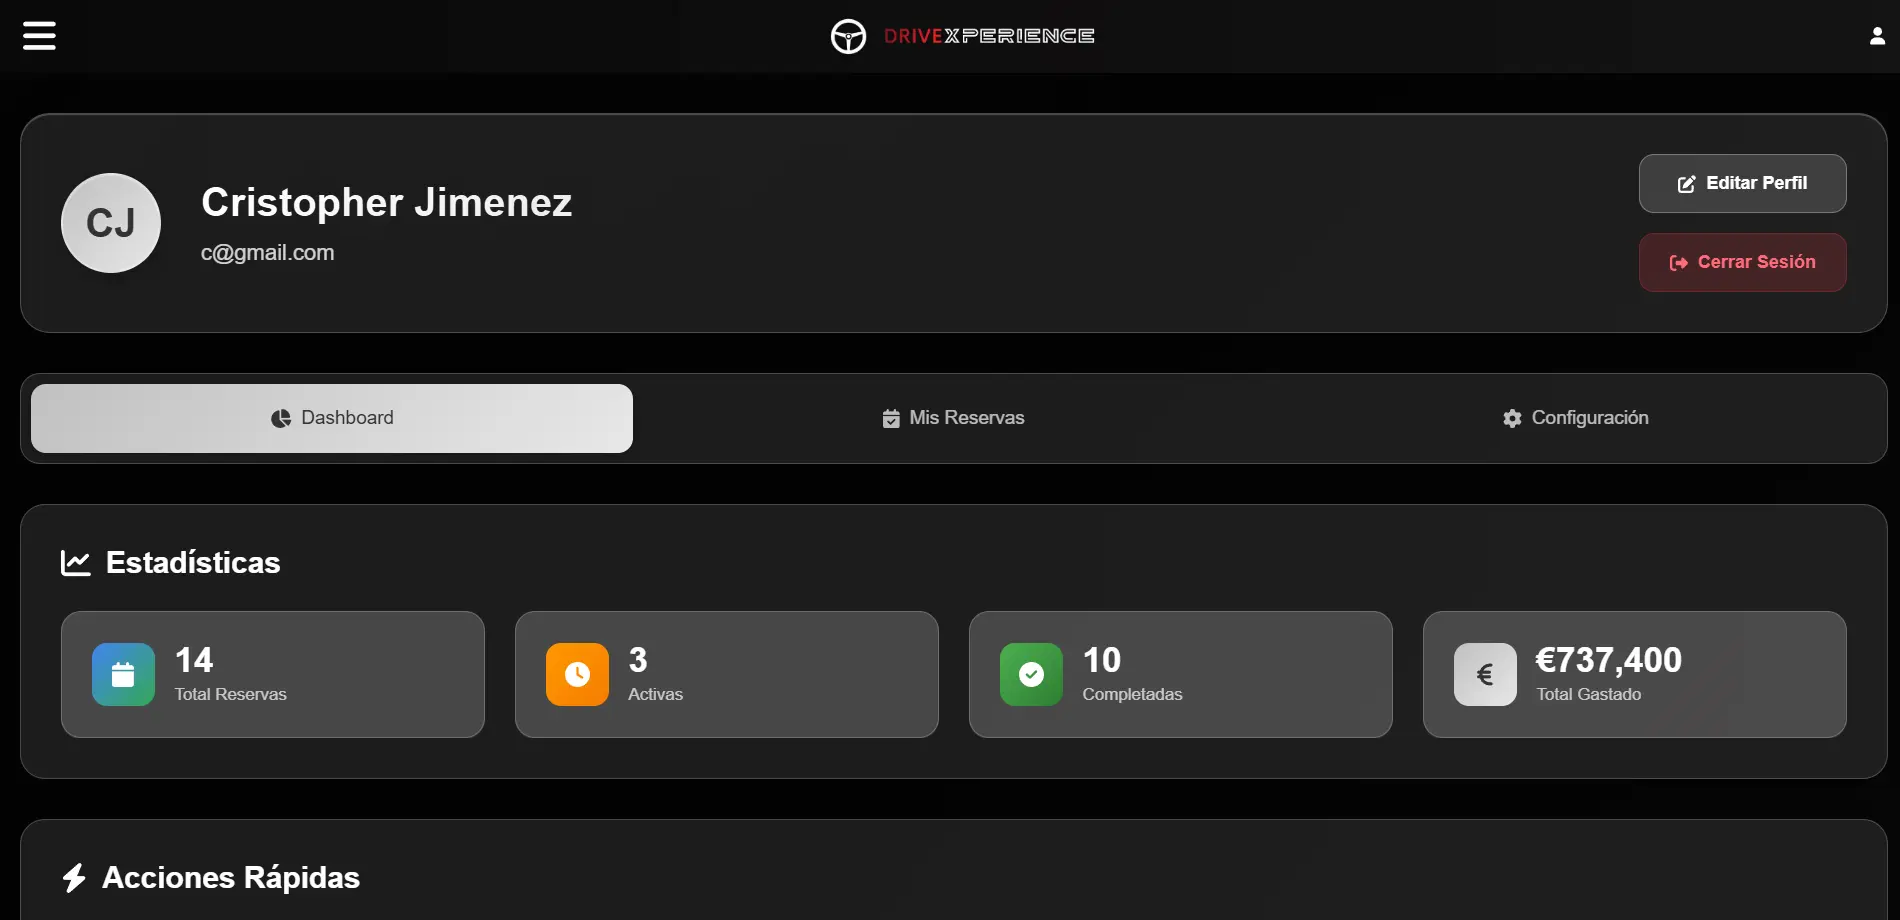 DRIVEXPERIENCE
CJ
Cristopher Jimenez
c@gmail.com
Editar Perfil
Cerrar Sesión
Dashboard
Mis Reservas
Configuración
Estadísticas
14
Total Reservas
3
Activas
10
Completadas
€
€737,400
Total Gastado
Acciones Rápidas